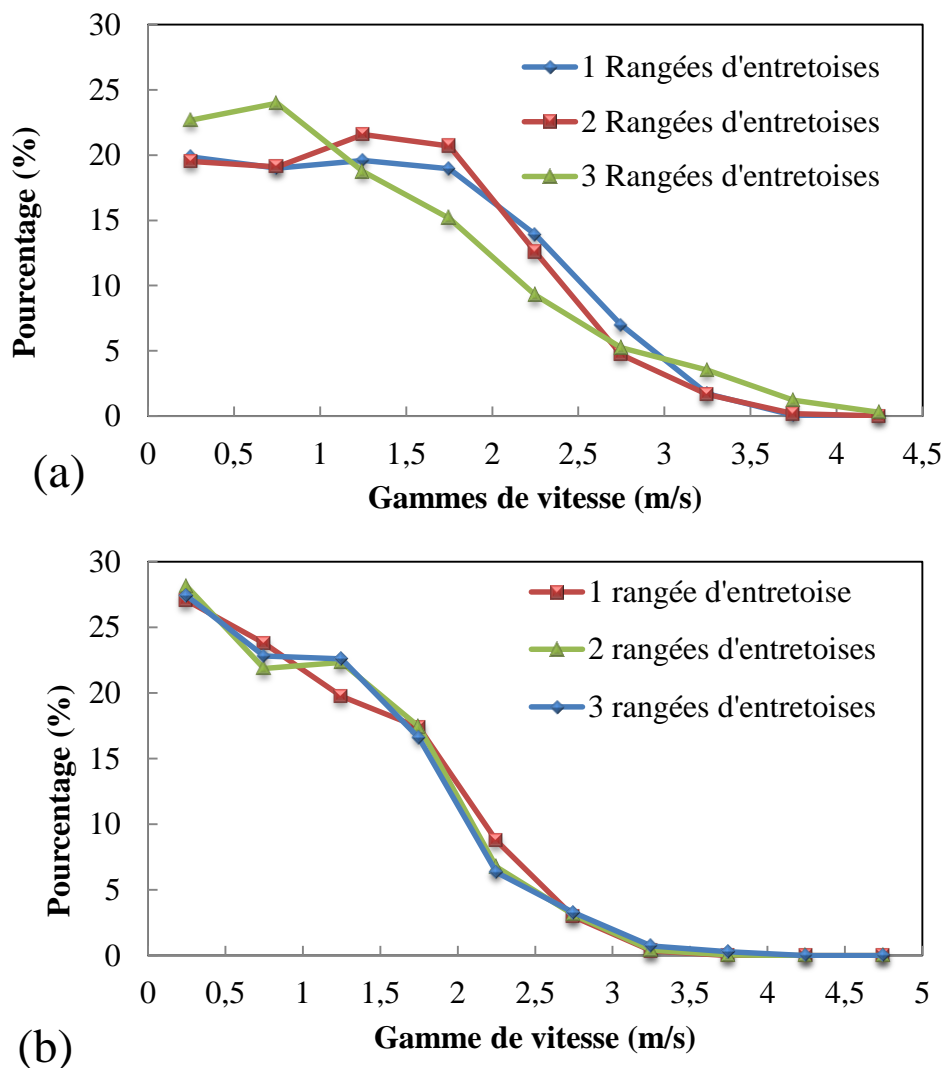 30
25
20
15
10
5
0
Pourcentage (%)
1 Rangées d'entretoises
2 Rangées d'entretoises
3 Rangées d'entretoises
0 0,5 1 1,5 2 2,5 3 3,5 4 4,5
Gammes de vitesse (m/s)
(a)
30
25
20
15
10
5
0
Pourcentage (%)
1 rangée d'entretoise
2 rangées d'entretoises
3 rangées d'entretoises
0 0,5 1 1,5 2 2,5 3 3,5 4 4,5 5
Gamme de vitesse (m/s)
(b)